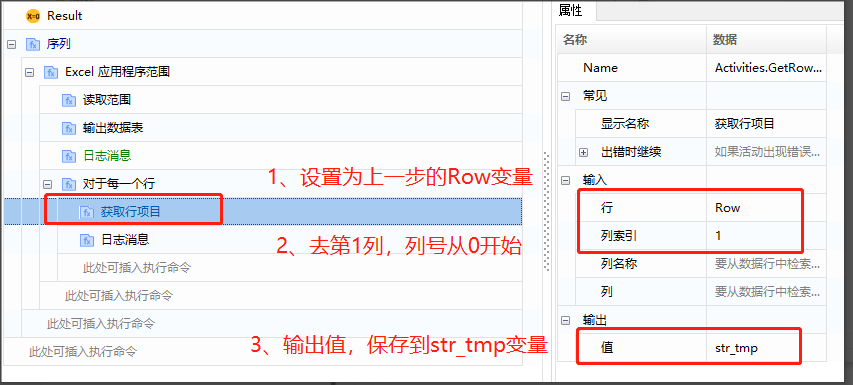 Result
序列
Excel 应用程序范围
读取范围
输出数据表
日志消息
对于每一个行
获取行项目
日志消息
此处可插入执行命令
此处可插入执行命令
此处可插入执行命令
此处可插入执行命令
1、设置为上一步的Row变量
2、去第1列，列号从0开始
3、输出值，保存到str_tmp变量
属性
名称 数据
Name Activities.GetRow...
常见
显示名称 获取行项目
出错时继续 如果活动出现错误...
输入
行 Row
列索引 1
列名称 要从数据行中检索...
列 要从数据行中检索...
输出
值 str_tmp